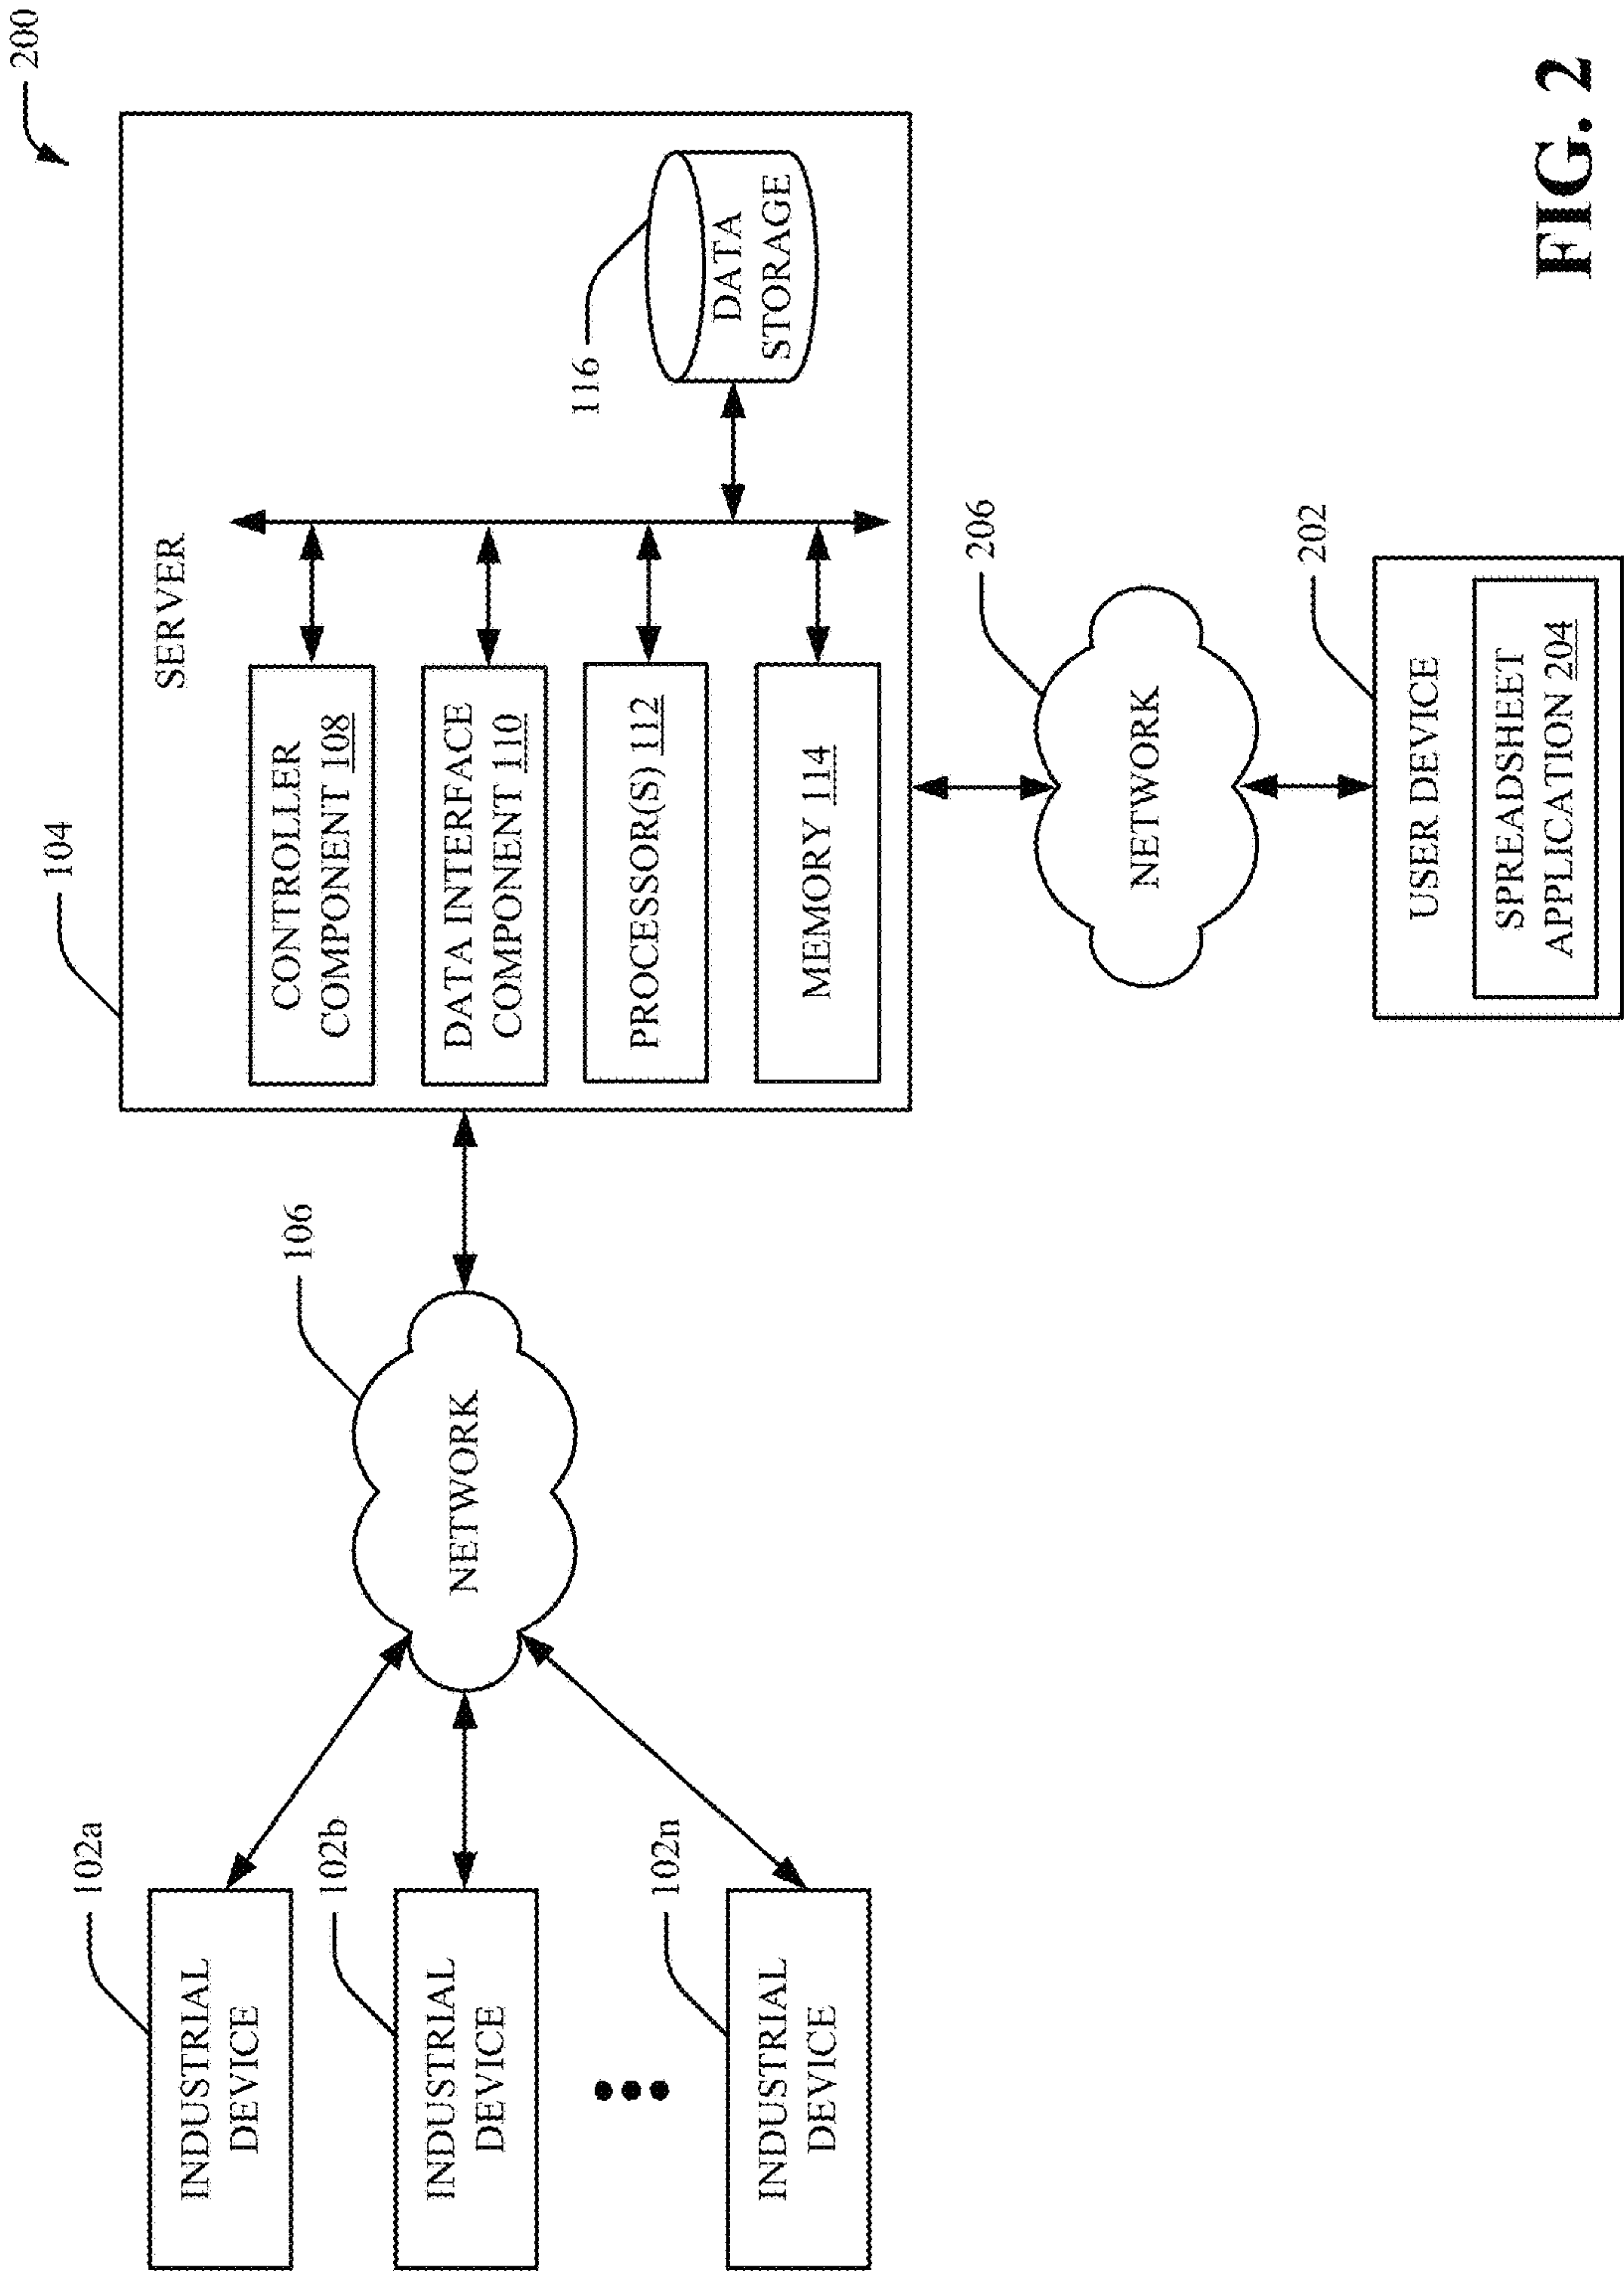 200
104
SERVER
CONTROLLER
COMPONENT 108
DATA INTERFACE
COMPONENT 110
PROCESSOR(S) 112
MEMORY 114
116
DATA
STORAGE
106
NETWORK
102a
INDUSTRIAL
DEVICE
102b
INDUSTRIAL
DEVICE
102n
INDUSTRIAL
DEVICE
206
NETWORK
202
USER DEVICE
SPREADSHEET
APPLICATION 204
FIG. 2